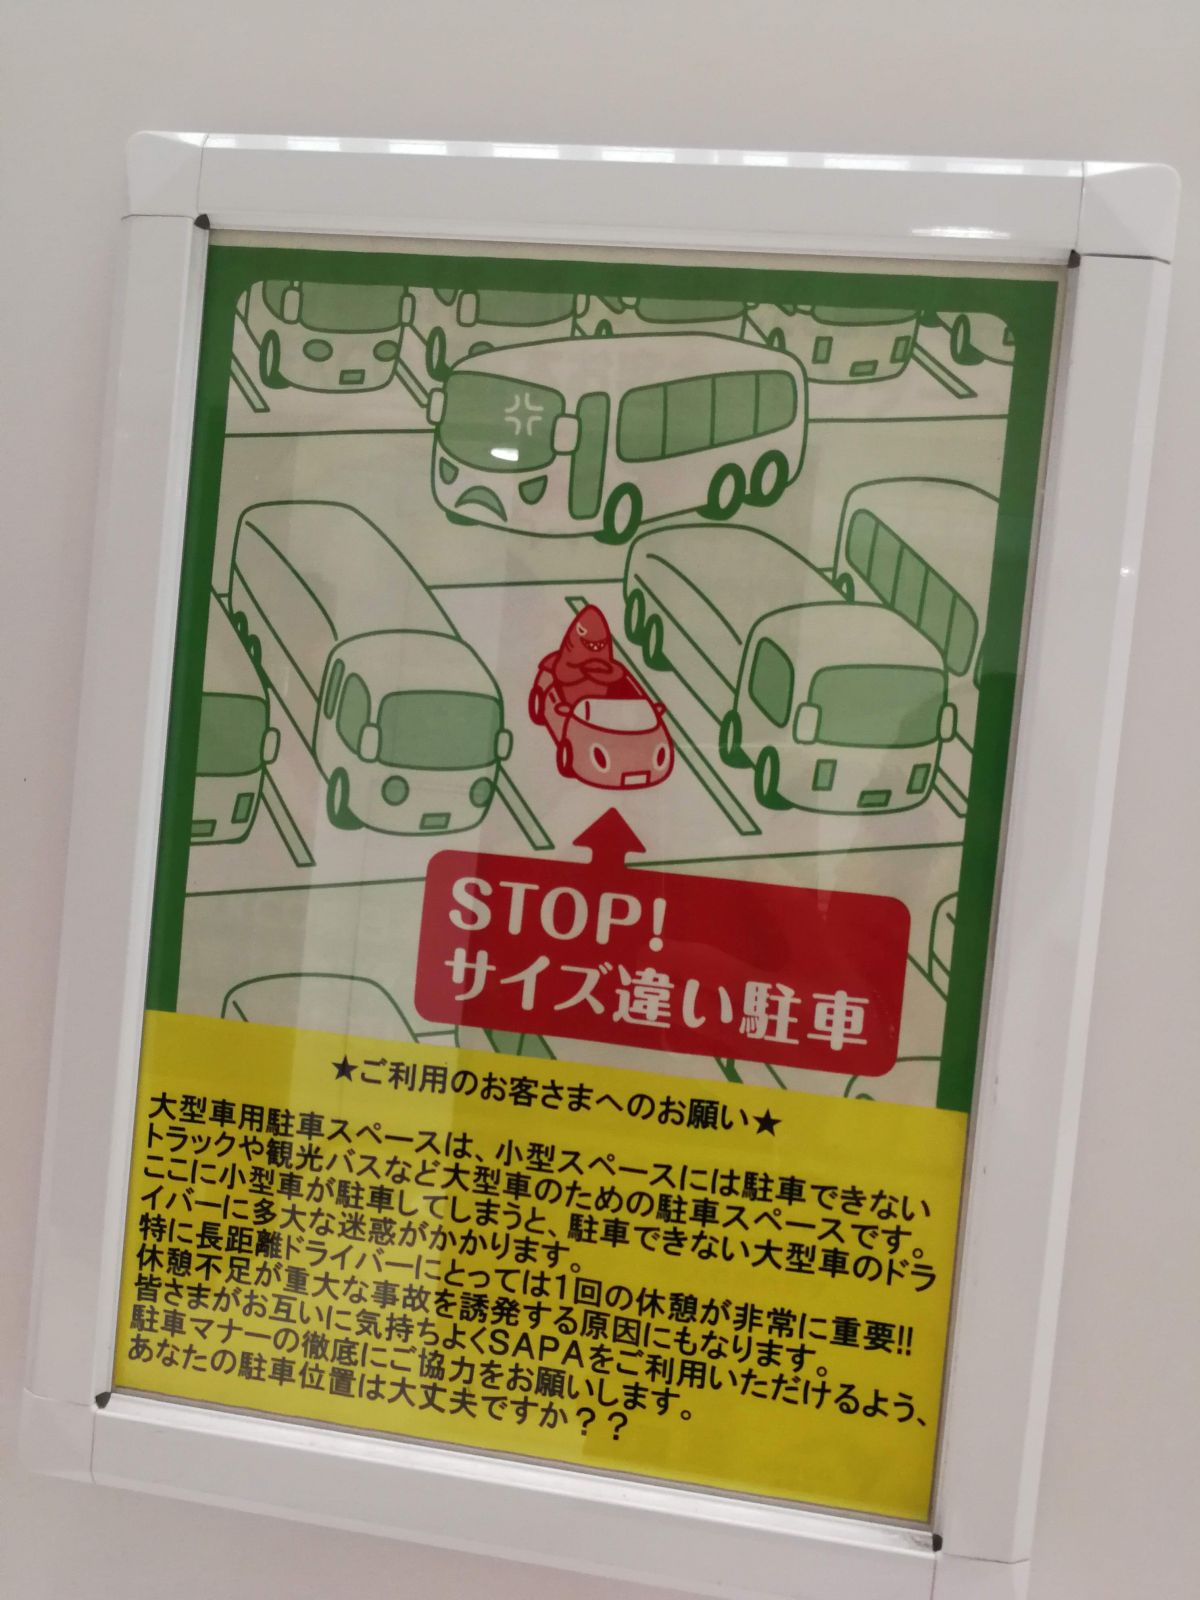 STOP!
サイズ違い駐車
★ご利用のお客さまへのお願い★
大型車用駐車スペースは、小型スペースには駐車できない
トラックや観光バスなど大型車のための駐車スペースです。
ここに小型車が駐車してしまうと、駐車できない大型車のドラ
イバーに多大な迷惑がかかります。
特に長距離ドライバーにとっては1回の休憩が非常に重要!!
休憩不足が重大な事故を誘発する原因にもなります。
皆さまがお互いに気持ちよくSAPAをご利用いただけるよう、
駐車マナーの徹底にご協力をお願いします。
あなたの駐車位置は大丈夫ですか？？